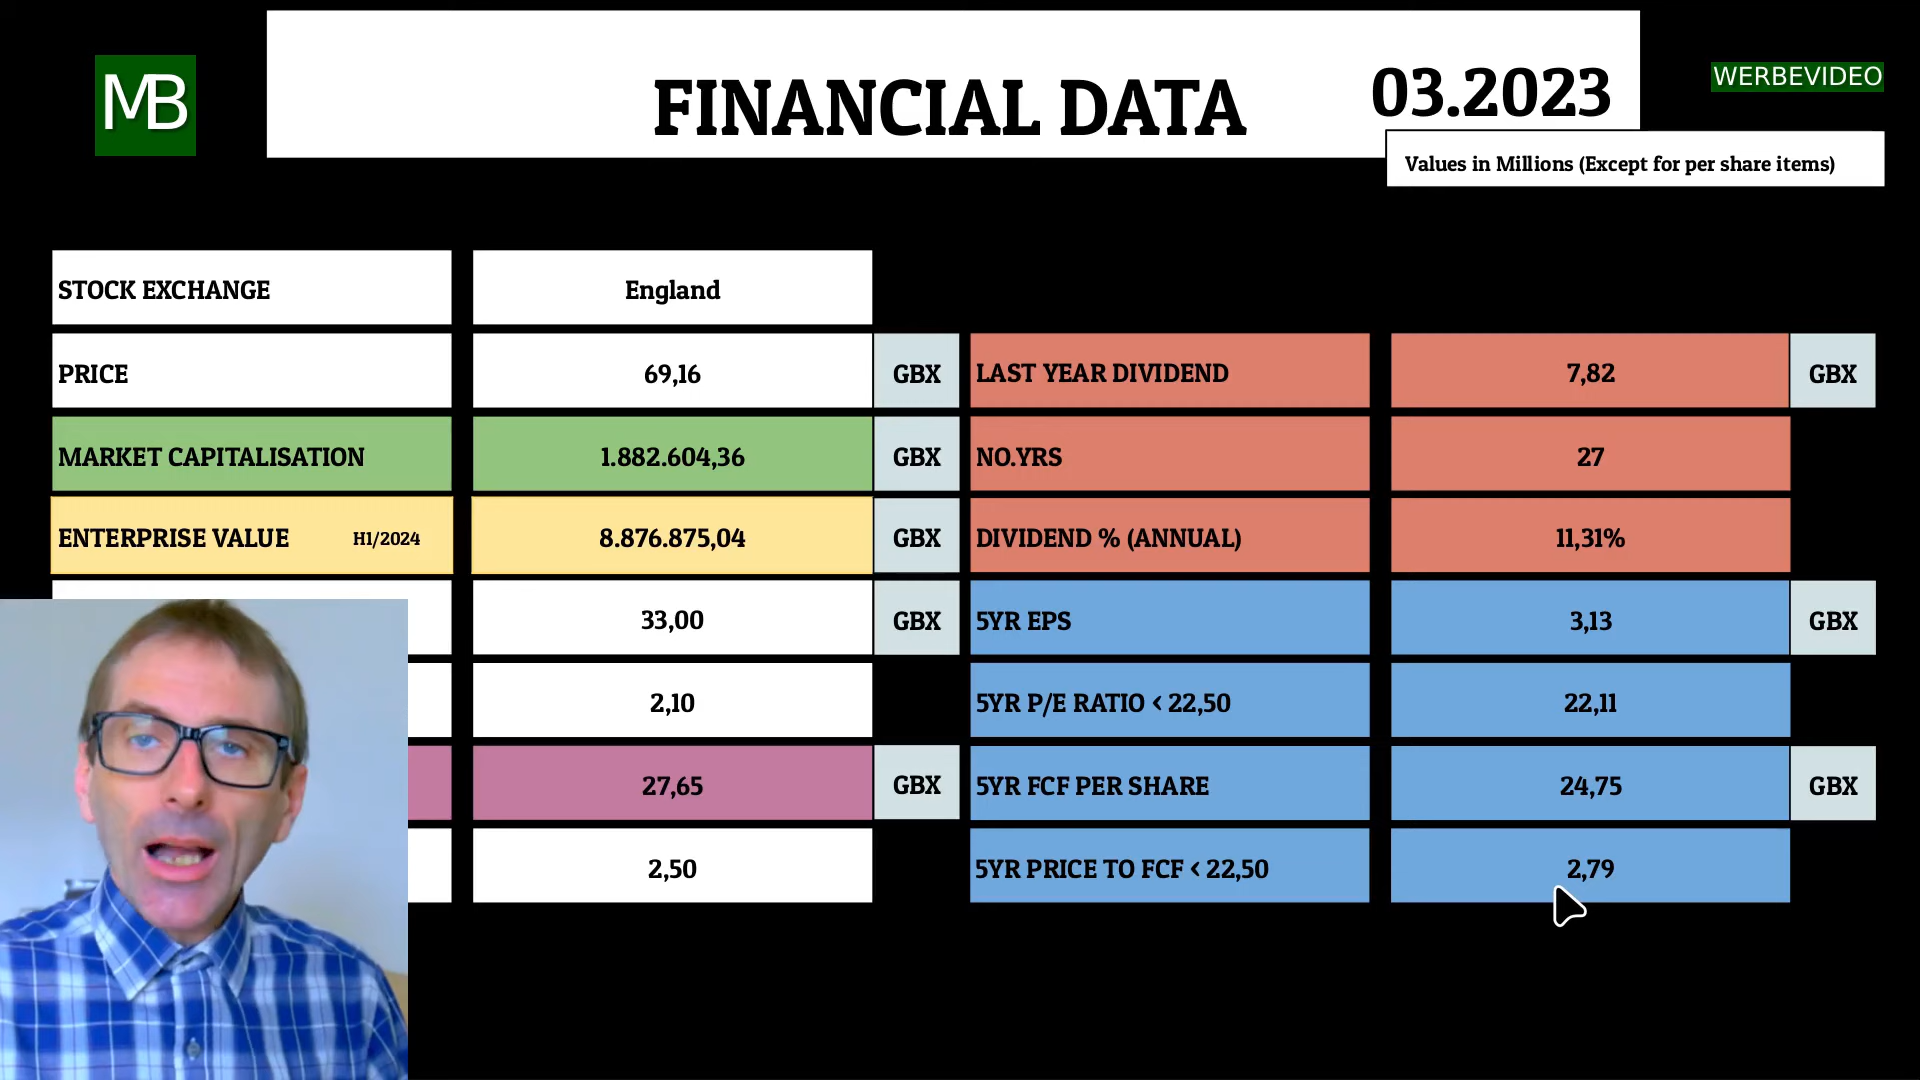 MB
FINANCIAL DATA
03.2023
WERBEVIDEO
Values in Millions (Except for per share items)
STOCK EXCHANGE England
PRICE 69,16 GBX LAST YEAR DIVIDEND 7,82 GBX
MARKET CAPITALISATION 1.882.604,36 GBX NO.YRS 27
ENTERPRISE VALUE H1/2024 8.876.875,04 GBX DIVIDEND % (ANNUAL) 11,31%
33,00 GBX 5YR EPS 3,13 GBX
2,10 5YR P/E RATIO < 22,50 22,11
27,65 GBX 5YR FCF PER SHARE 24,75 GBX
2,50 5YR PRICE TO FCF < 22,50 2,79